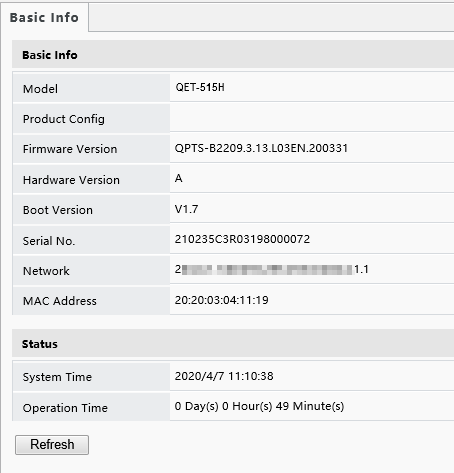 Basic Info
Basic Info
Model QET-515H
Product Config
Firmware Version QPTS-B2209.3.13.L03EN.200331
Hardware Version A
Boot Version V1.7
Serial No. 210235C3R03198000072
Network 2 1.1
MAC Address 20:20:03:04:11:19
Status
System Time 2020/4/7 11:10:38
Operation Time 0 Day(s) 0 Hour(s) 49 Minute(s)
Refresh